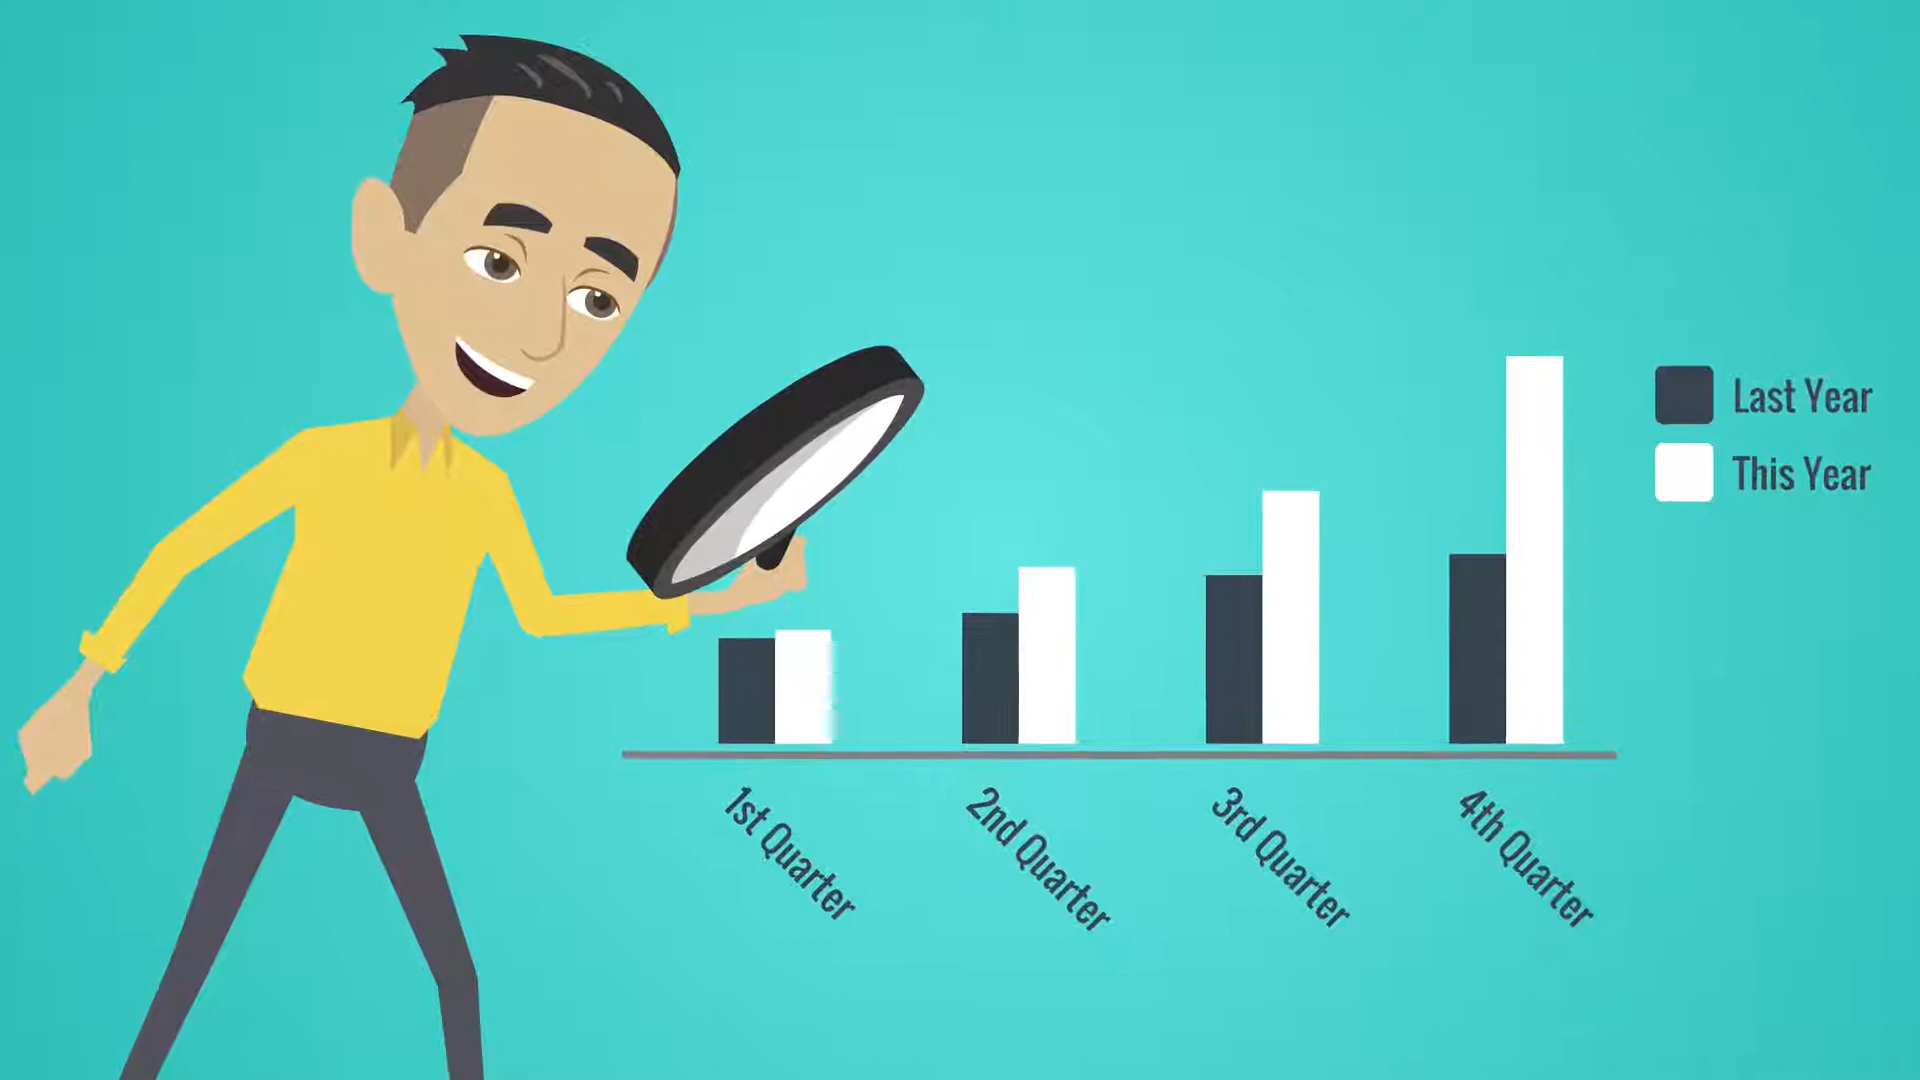 Last Year
This Year
1st Quarter
2nd Quarter
3rd Quarter
4th Quarter